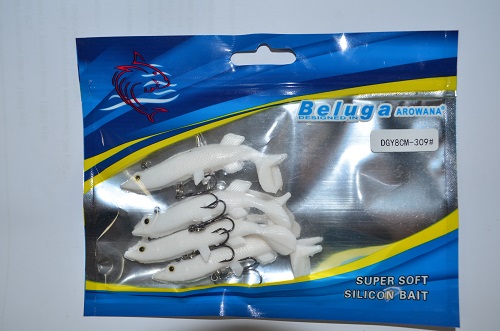 Beluga AROWANA
DESIGNED IN
DGY8CM-309#
SUPER SOFT
SILICON BAIT